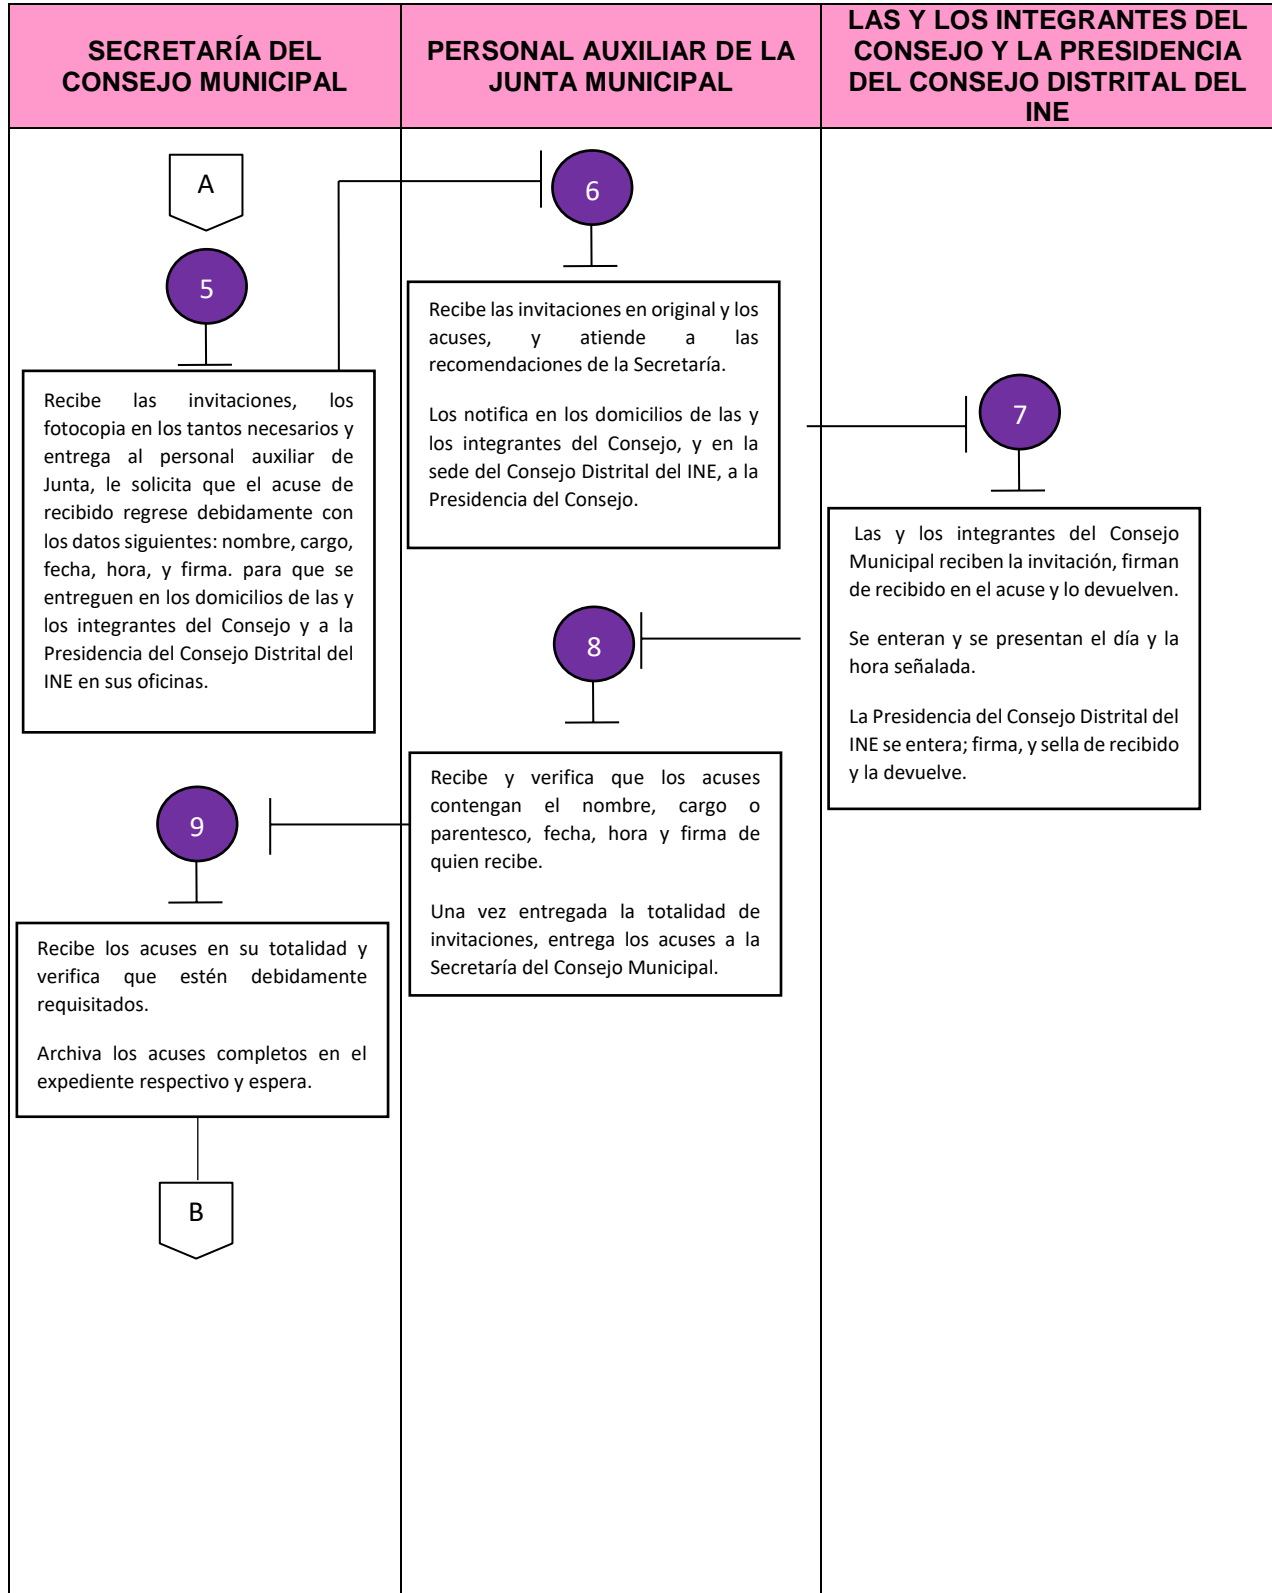 SECRETARÍA DEL
CONSEJO MUNICIPAL
PERSONAL AUXILIAR DE LA
JUNTA MUNICIPAL
LAS Y LOS INTEGRANTES DEL
CONSEJO Y LA PRESIDENCIA
DEL CONSEJO DISTRITAL DEL
INE
A
5
Recibe las invitaciones, los
fotocopia en los tantos necesarios y
entrega al personal auxiliar de
Junta, le solicita que el acuse de
recibido regrese debidamente con
los datos siguientes: nombre, cargo,
fecha, hora, y firma. para que se
entreguen en los domicilios de las y
los integrantes del Consejo y a la
Presidencia del Consejo Distrital del
INE en sus oficinas.
6
Recibe las invitaciones en original y los
acuses, y atiende a las
recomendaciones de la Secretaría.
Los notifica en los domicilios de las y
los integrantes del Consejo, y en la
sede del Consejo Distrital del INE, a la
Presidencia del Consejo.
7
Las y los integrantes del Consejo
Municipal reciben la invitación, firman
de recibido en el acuse y lo devuelven.
Se enteran y se presentan el día y la
hora señalada.
La Presidencia del Consejo Distrital del
INE se entera; firma, y sella de recibido
y la devuelve.
8
Recibe y verifica que los acuses
contengan el nombre, cargo o
parentesco, fecha, hora y firma de
quien recibe.
Una vez entregada la totalidad de
invitaciones, entrega los acuses a la
Secretaría del Consejo Municipal.
9
Recibe los acuses en su totalidad y
verifica que estén debidamente
requisitados.
Archiva los acuses completos en el
expediente respectivo y espera.
B